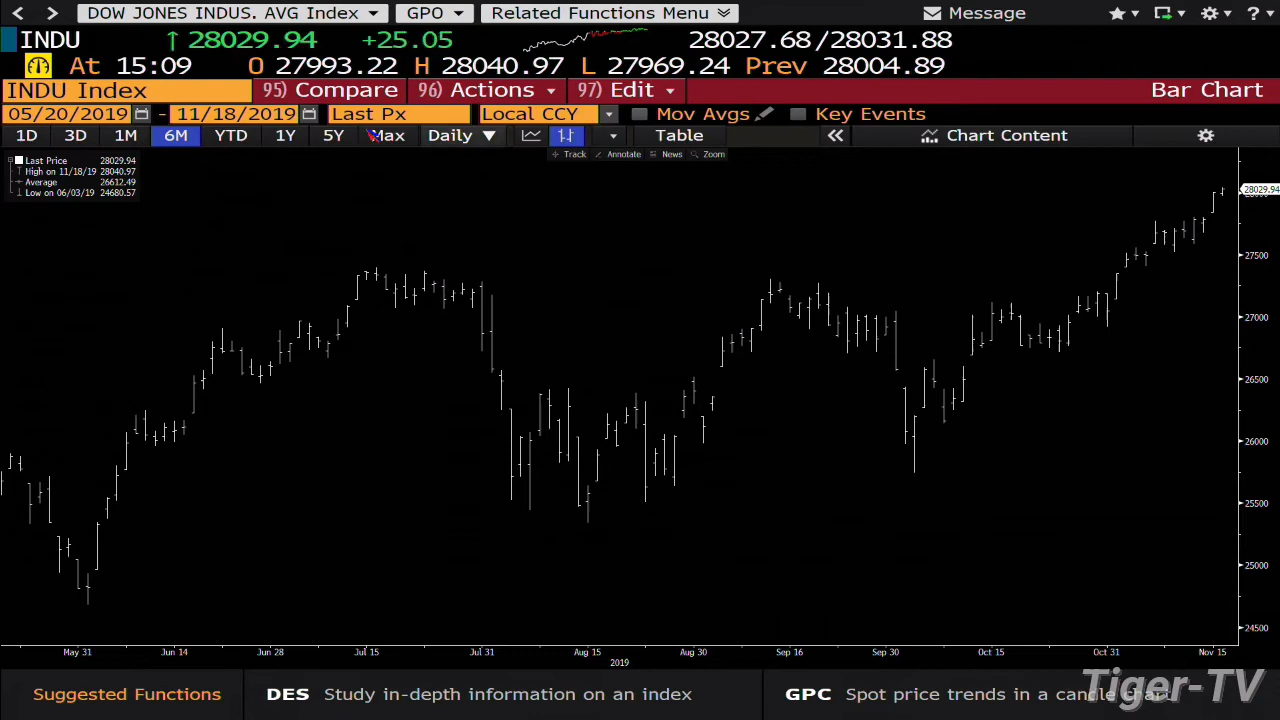 DOW JONES INDUS. AVG Index GPO Related Functions Menu Message ?
INDU ↑ 28029.94 +25.05 28027.68/28031.88
At 15:09 O 27993.22 H 28040.97 L 27969.24 Prev 28004.89
INDU Index 95) Compare 96) Actions 97) Edit Bar Chart
05/20/2019 - 11/18/2019 Last Px Local CCY Mov Avgs Key Events
1D 3D 1M 6M YTD 1Y 5Y Max Daily ▼ Table « Chart Content
Track Annotate News Zoom
Last Price 28029.94
High on 11/18/19 28040.97
Average 26612.49
Low on 06/03/19 24680.57
28029.94
27500
27000
26500
26000
25500
25000
24500
May 31 Jun 14 Jun 28 Jul 15 Jul 31 Aug 15 Aug 30 Sep 16 Sep 30 Oct 15 Oct 31 Nov 15
2019
Suggested Functions DES Study in-depth information on an index GPC Spot price trends in a candle chart
Tiger-TV